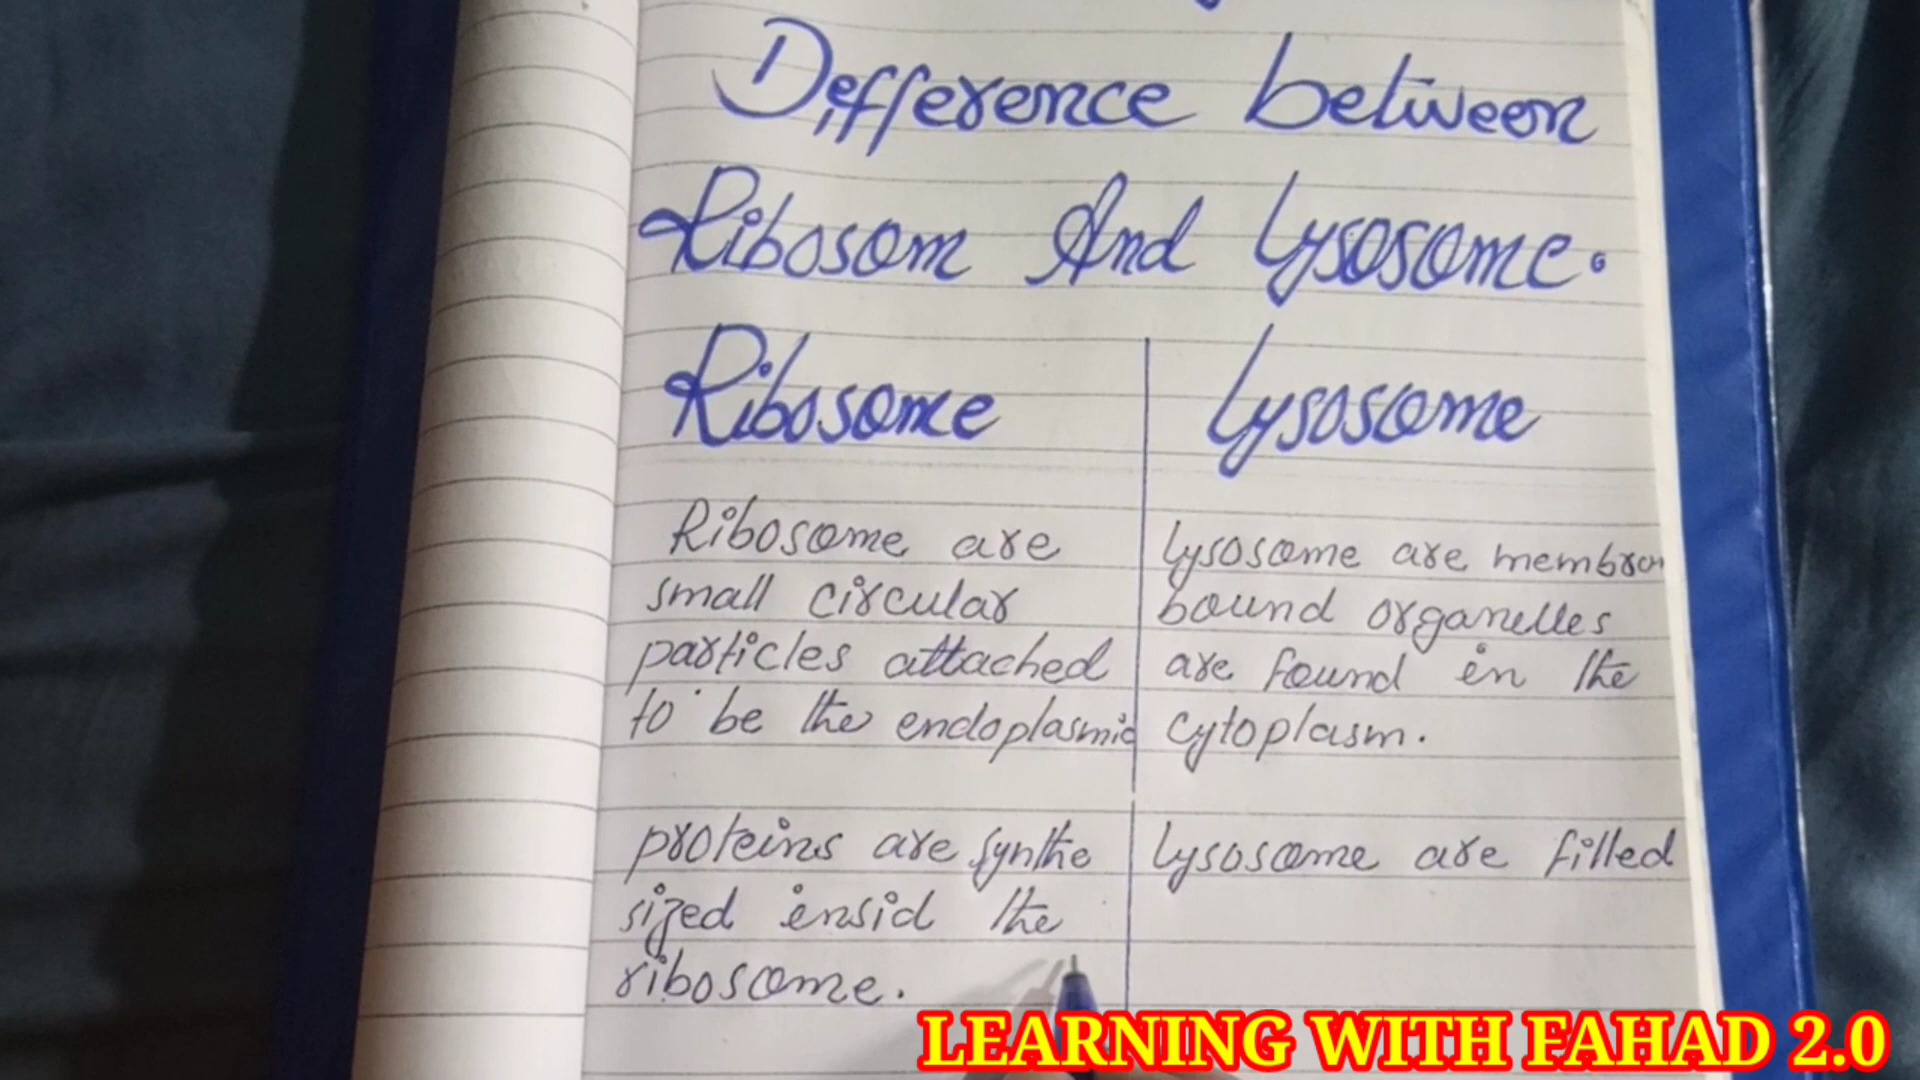 Difference between
Ribosom And Lysosome.
Ribosome
Lysosome
Ribosome are
small circular
particles attached
to be the endoplasmic
Lysosome are membran
bound organelles
are found in the
cytoplasm.
proteins are synthe
sized insid the
ribosome.
Lysosome are filled
LEARNING WITH FAHAD 2.0